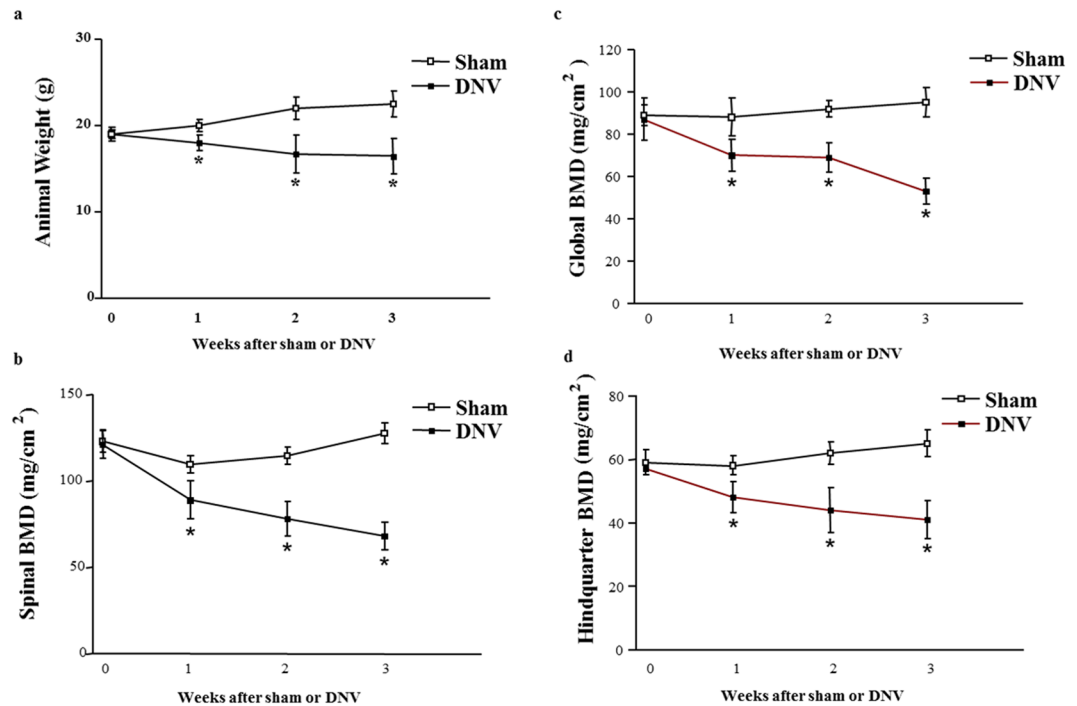 a
Animal Weight (g)
30
20
10
0
0 1 2 3
Weeks after sham or DNV
Sham
DNV
*
*
*
c
Global BMD (mg/cm²)
120
100
80
60
40
20
0
0 1 2 3
Weeks after sham or DNV
Sham
DNV
*
*
*
b
Spinal BMD (mg/cm²)
150
100
50
0
0 1 2 3
Weeks after sham or DNV
Sham
DNV
*
*
*
d
Hindquarter BMD (mg/cm²)
80
60
40
20
0
0 1 2 3
Weeks after sham or DNV
Sham
DNV
*
*
*